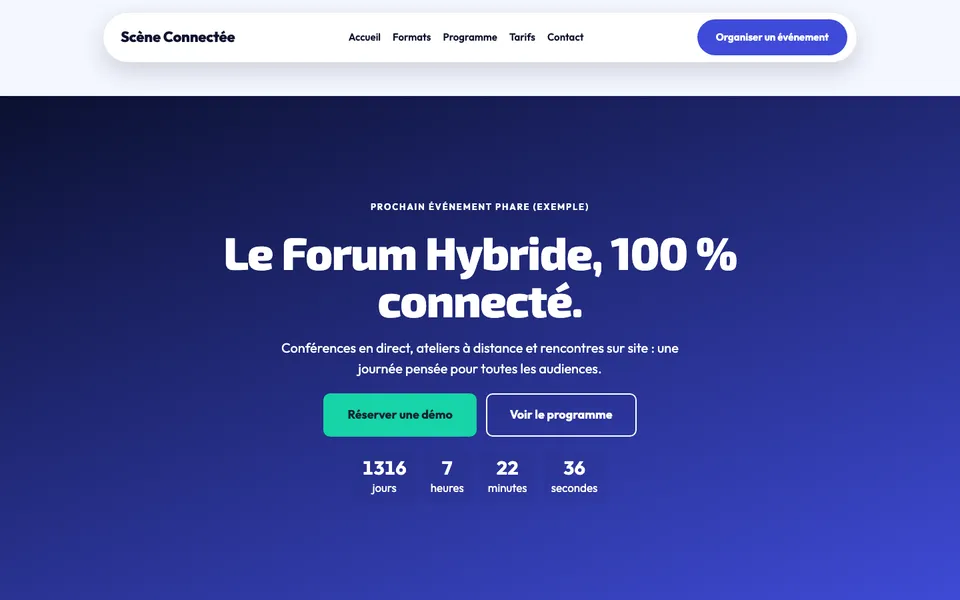 Scène Connectée
Accueil Formats Programme Tarifs Contact
Organiser un événement
PROCHAIN ÉVÉNEMENT PHARE (EXEMPLE)
Le Forum Hybride, 100 %
connecté.
Conférences en direct, ateliers à distance et rencontres sur site : une
journée pensée pour toutes les audiences.
Réserver une démo
Voir le programme
1316 7 22 36
jours heures minutes secondes